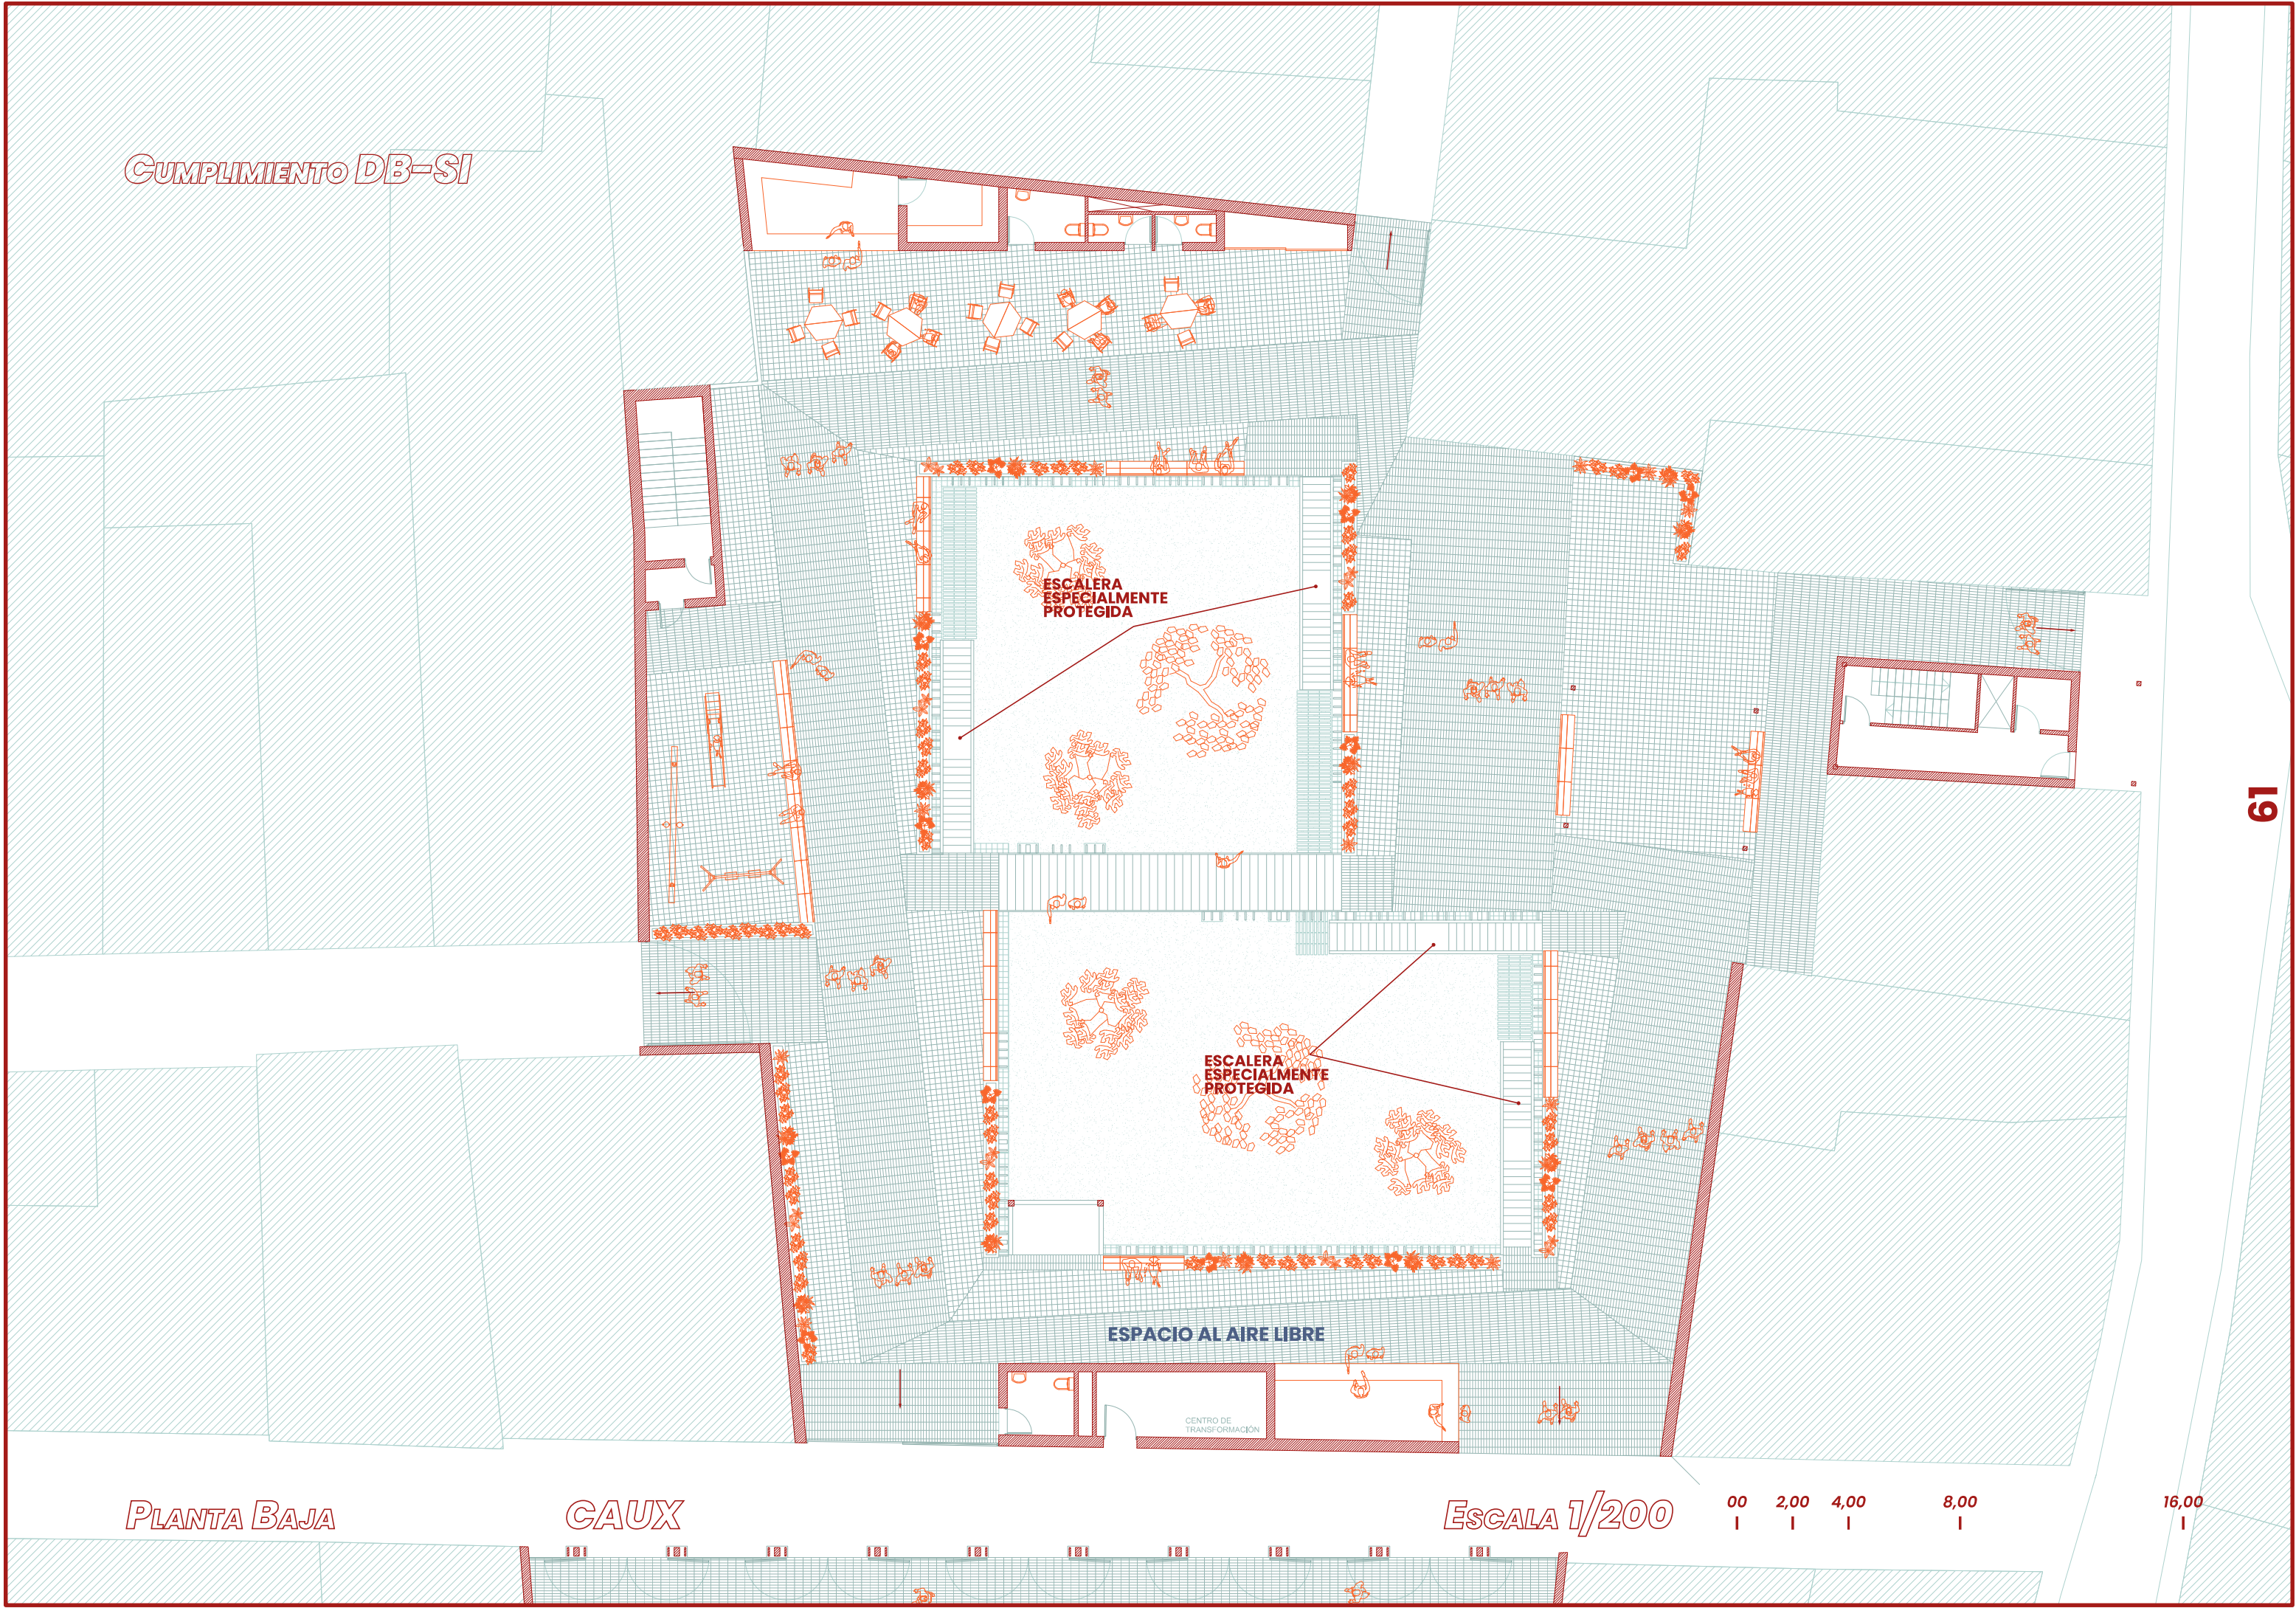 CUMPLIMIENTO DB-SI
ESCALERA
ESPECIALMENTE
PROTEGIDA
61
ESCALERA
ESPECIALMENTE
PROTEGIDA
ESPACIO AL AIRE LIBRE
CENTRO DE
TRANSFORMACIÓN
PLANTA BAJA
CAUX
ESCALA 1/200
00 2,00 4,00 8,00 16,00